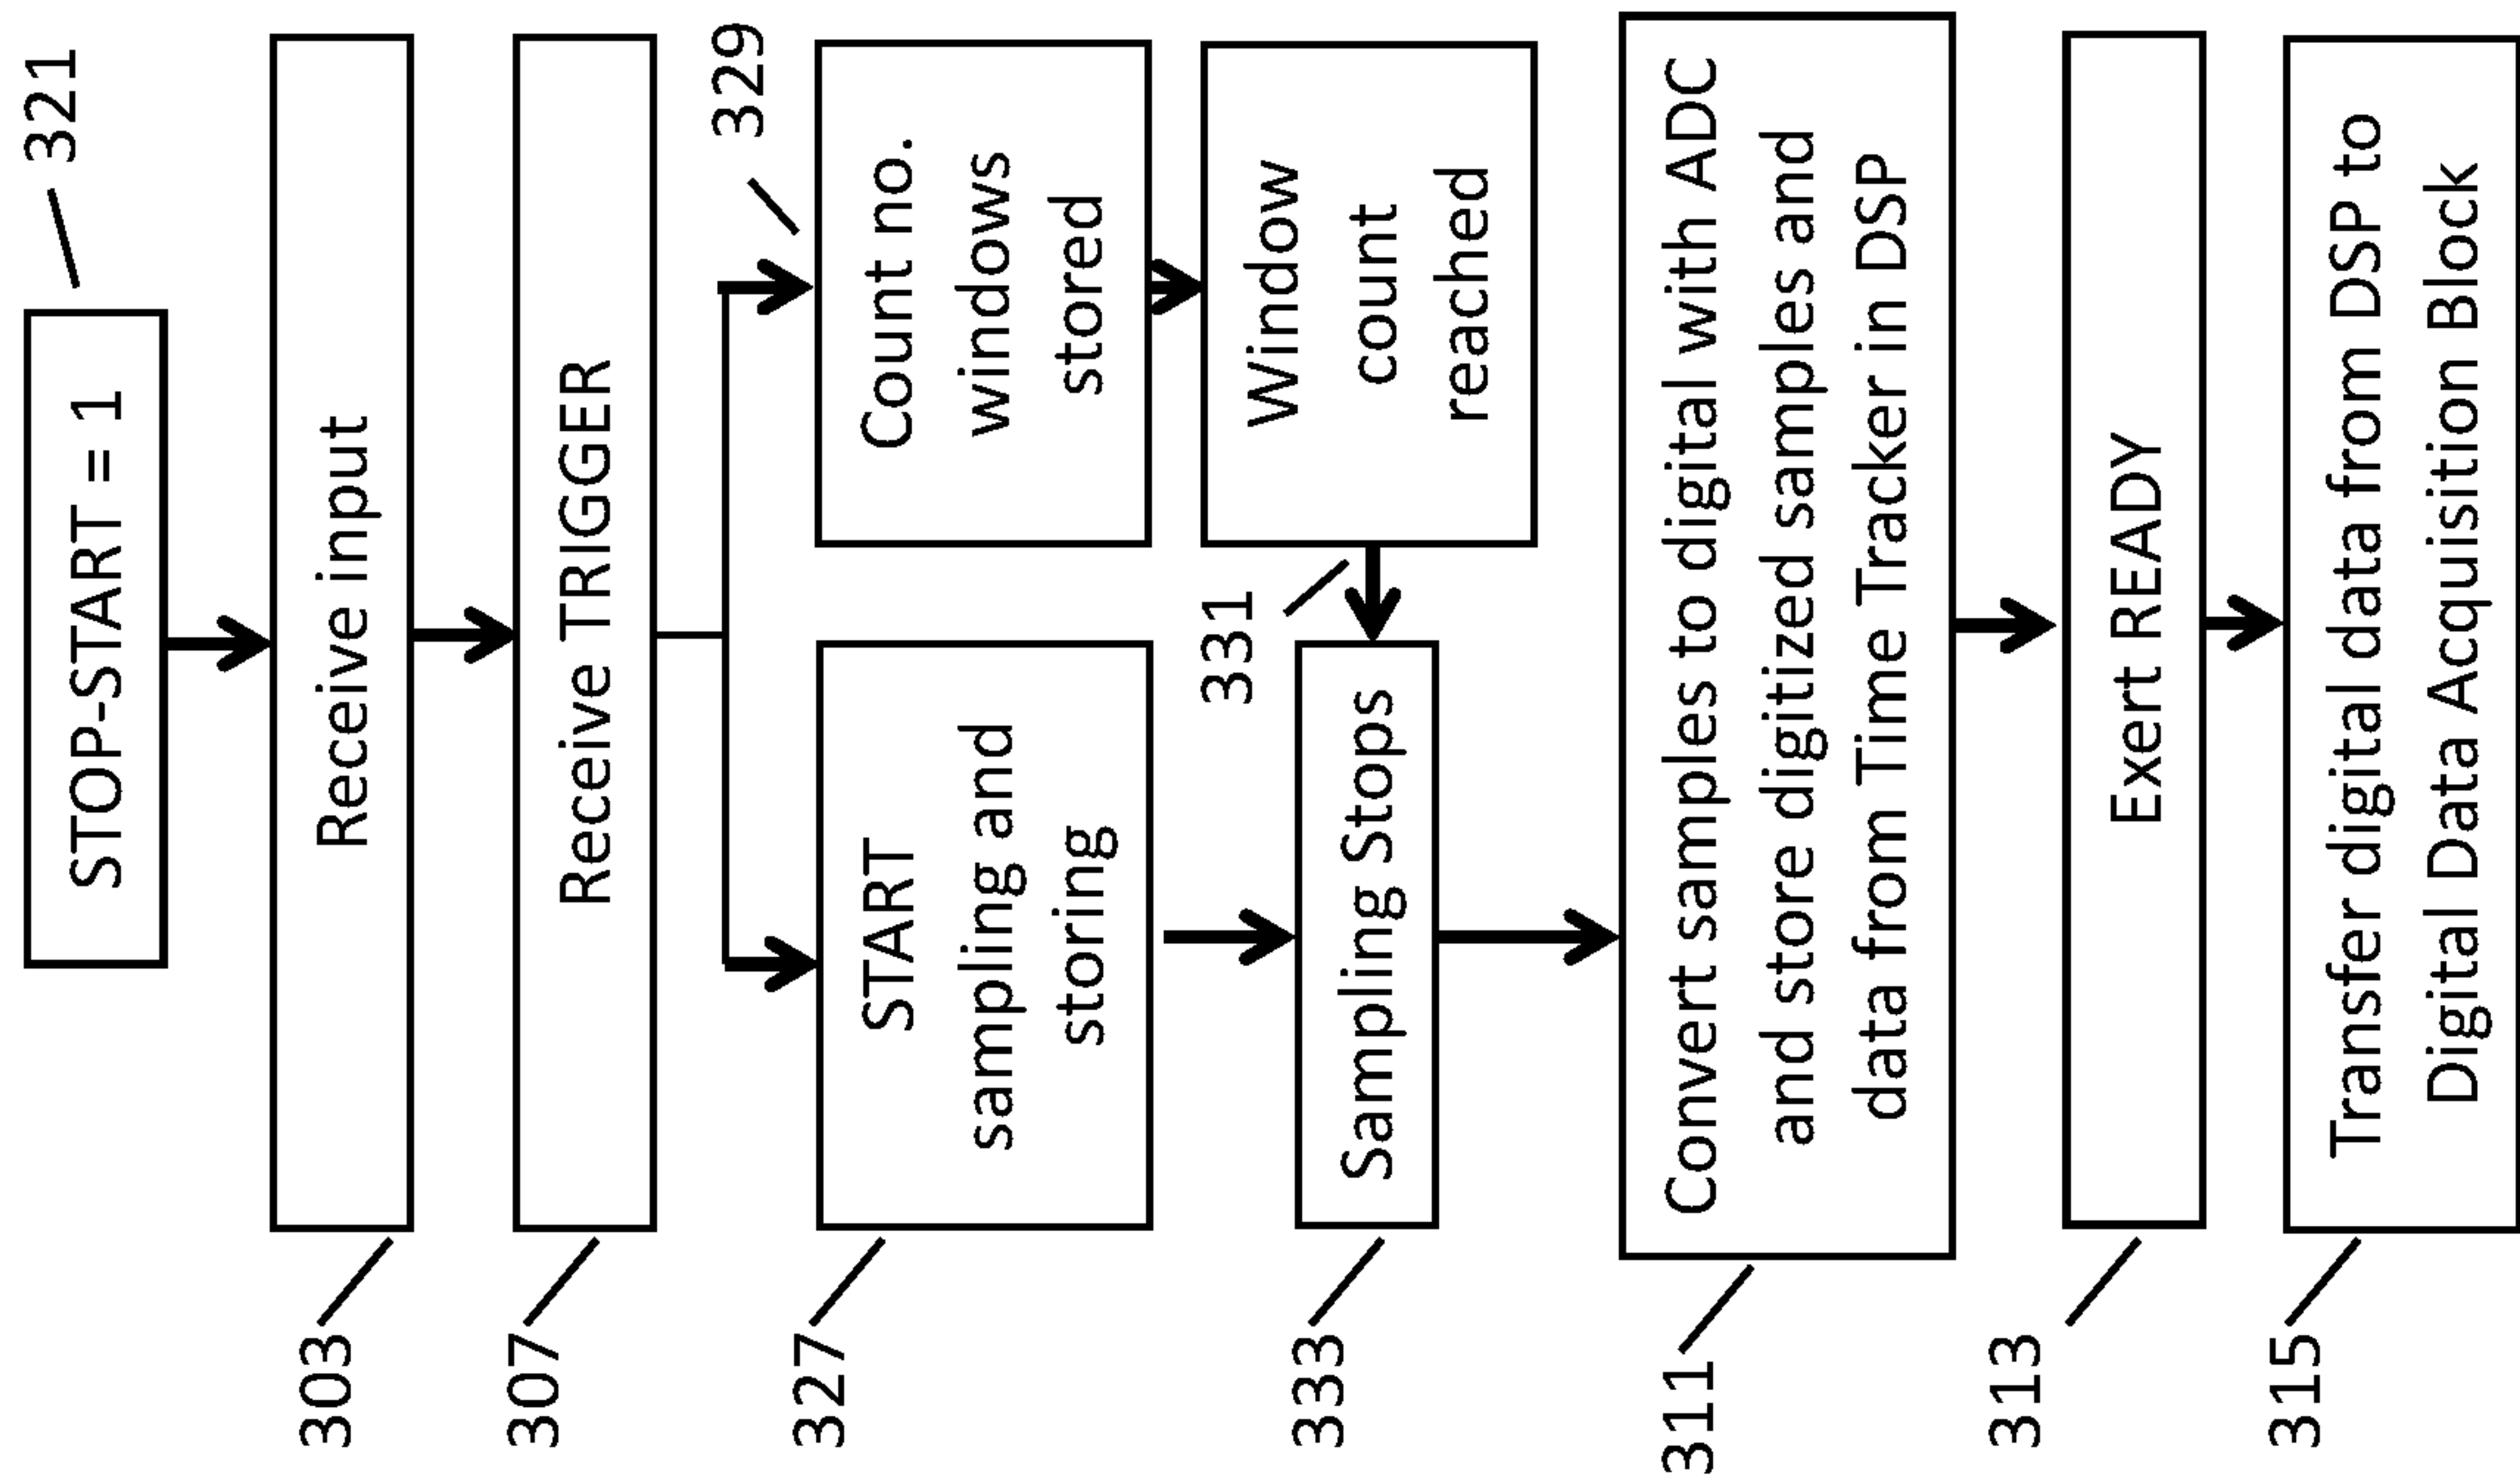 321
STOP-START = 1
303
Receive input
307
Receive TRIGGER
329
327
START
sampling and
storing
Count no.
windows
stored
Window
count
reached
331
333
Sampling Stops
311
Convert samples to digital with ADC
and store digitized samples and
data from Time Tracker in DSP
313
Exert READY
315
Transfer digital data from DSP to
Digital Data Acquisition Block